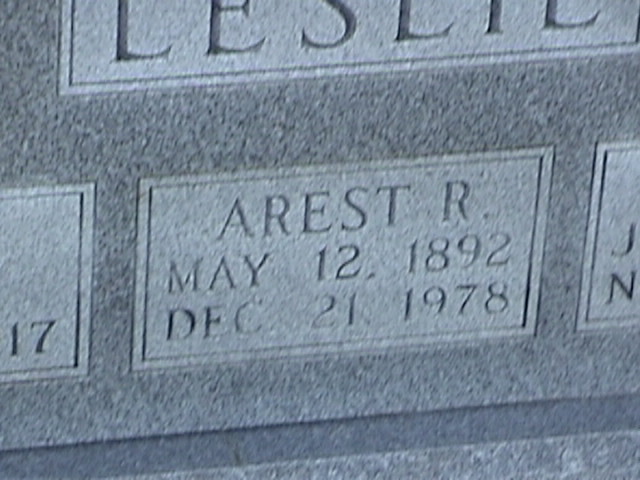 LESLIE
AREST R.
MAY 12, 1892
DEC. 21, 1978
17
J
N